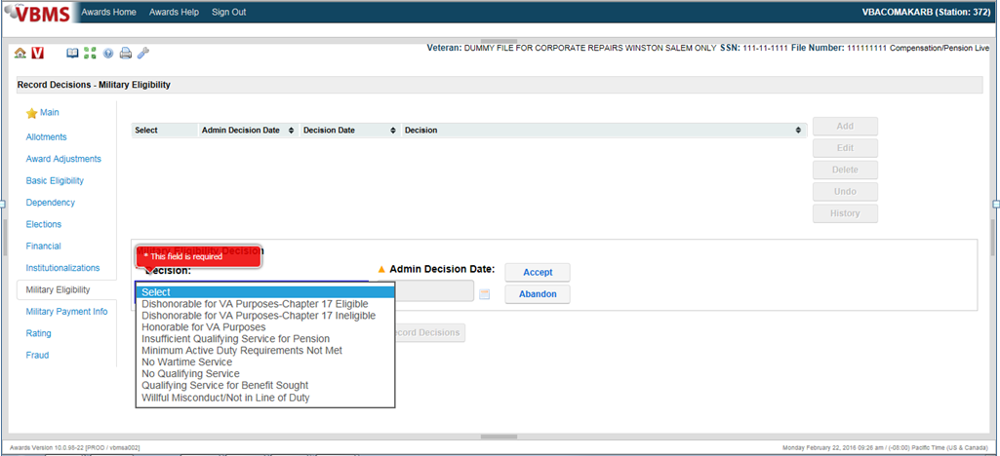 VBMS Awards Home Awards Help Sign Out VBACOMAKARB (Station: 372)
Veteran: DUMMY FILE FOR CORPORATE REPAIRS WINSTON SALEM ONLY SSN: 111-11-1111 File Number: 111111111 Compensation/Pension Live
Record Decisions - Military Eligibility
Main
Allotments
Award Adjustments
Basic Eligibility
Dependency
Elections
Financial
Institutionalizations
Military Eligibility
Military Payment Info
Rating
Fraud
Select Admin Decision Date Decision Date Decision
Add
Edit
Delete
Undo
History
Military Eligibility Decision
* This field is required
Decision:
Admin Decision Date:
Accept
Abandon
Select
Dishonorable for VA Purposes-Chapter 17 Eligible
Dishonorable for VA Purposes-Chapter 17 Ineligible
Honorable for VA Purposes
Insufficient Qualifying Service for Pension
Minimum Active Duty Requirements Not Met
No Wartime Service
No Qualifying Service
Qualifying Service for Benefit Sought
Willful Misconduct/Not in Line of Duty
cord Decisions
Awards Version 10.0.98-22 [PROD / vbmsa002] Monday February 22, 2016 09:26 am / (-08:00) Pacific Time (US & Canada)